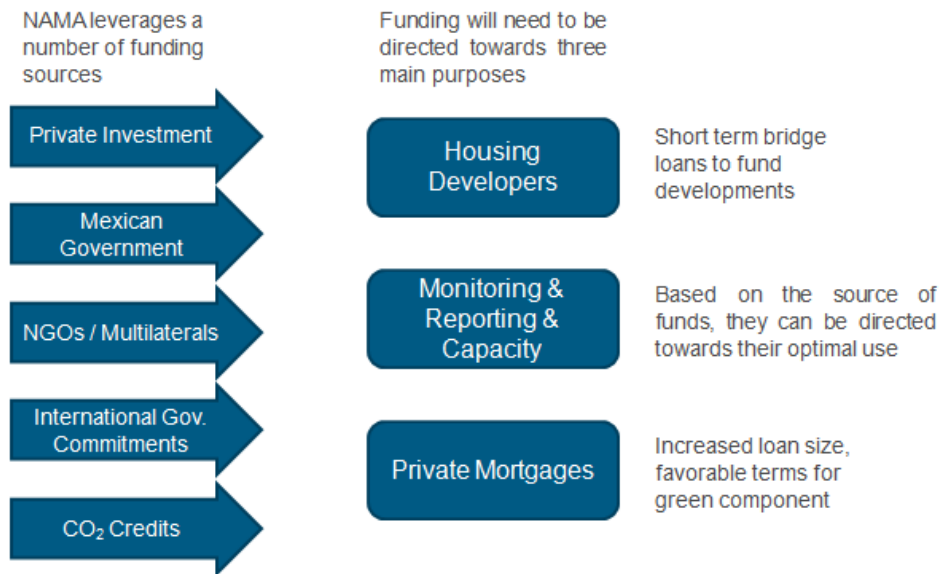 NAMA leverages a
number of funding
sources
Funding will need to be
directed towards three
main purposes
Private Investment
Mexican
Government
NGOs / Multilaterals
International Gov.
Commitments
CO₂ Credits
Housing
Developers
Short term bridge
loans to fund
developments
Monitoring &
Reporting &
Capacity
Based on the source of
funds, they can be directed
towards their optimal use
Private Mortgages
Increased loan size,
favorable terms for
green component